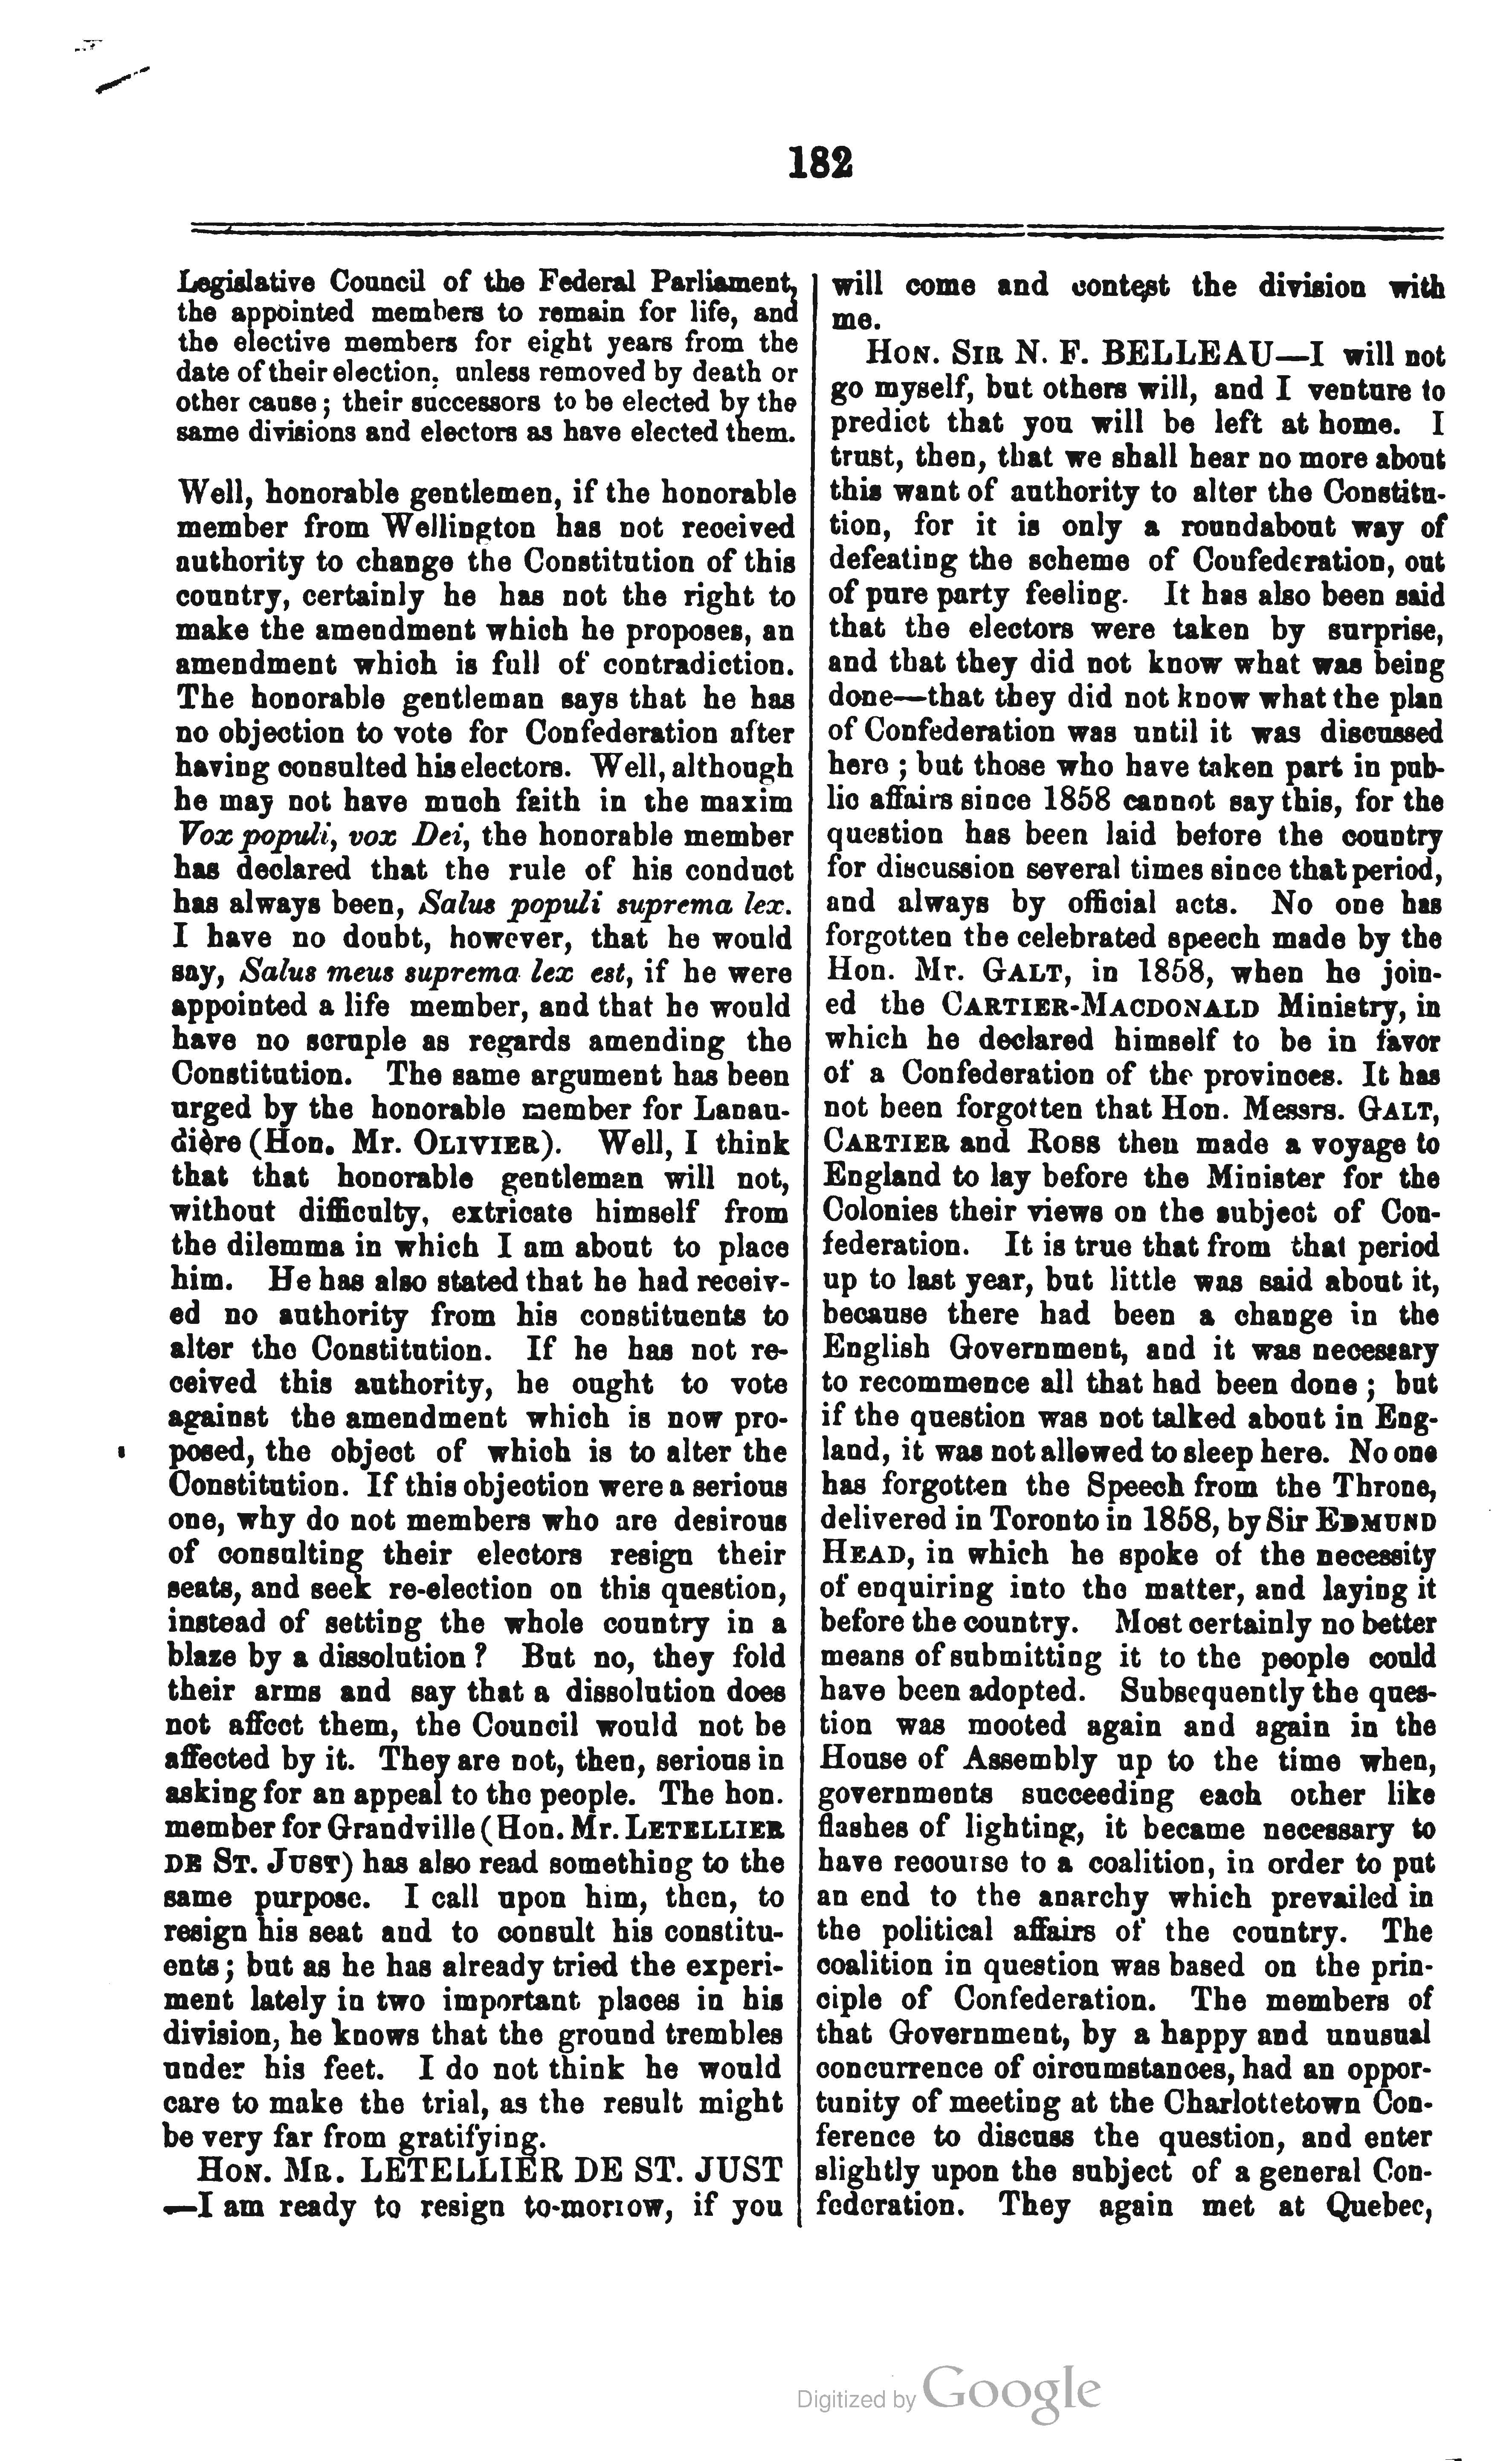 182
Legislative Council of the Federal Parliament,
the appointed members to remain for life, and
the elective members for eight years from the
date of their election, unless removed by death or
other cause; their successors to be elected by the
same divisions and electors as have elected them.
Well, honorable gentlemen, if the honorable
member from Wellington has not received
authority to change the Constitution of this
country, certainly he has not the right to
make the amendment which he proposes, an
amendment which is full of contradiction.
The honorable gentleman says that he has
no objection to vote for Confederation after
having consulted his electors. Well, although
he may not have much faith in the maxim
Vox populi, vox Dei, the honorable member
has declared that the rule of his conduct
has always been, Salus populi suprema lex.
I have no doubt, however, that he would
say, Salus meus suprema lex est, if he were
appointed a life member, and that he would
have no scruple as regards amending the
Constitution. The same argument has been
urged by the honorable member for Lanau-
dière (Hon. Mr. OLIVIER). Well, I think
that that honorable gentleman will not,
without difficulty, extricate himself from
the dilemma in which I am about to place
him. He has also stated that he had receiv-
ed no authority from his constituents to
alter the Constitution. If he has not re-
ceived this authority, he ought to vote
against the amendment which is now pro-
posed, the object of which is to alter the
Constitution. If this objection were a serious
one, why do not members who are desirous
of consulting their electors resign their
seats, and seek re-election on this question,
instead of setting the whole country in a
blaze by a dissolution? But no, they fold
their arms and say that a dissolution does
not affect them, the Council would not be
affected by it. They are not, then, serious in
asking for an appeal to the people. The hon.
member for Grandville (Hon. Mr. LETELLIER
DE ST. JUST) has also read something to the
same purpose. I call upon him, then, to
resign his seat and to consult his constitu-
ents; but as he has already tried the experi-
ment lately in two important places in his
division, he knows that the ground trembles
under his feet. I do not think he would
care to make the trial, as the result might
be very far from gratifying.
HON. MR. LETELLIER DE ST. JUST
—I am ready to resign to-morrow, if you
will come and contest the division with
me.
HON. SIR N. F. BELLEAU—I will not
go myself, but others will, and I venture to
predict that you will be left at home. I
trust, then, that we shall hear no more about
this want of authority to alter the Constitu-
tion, for it is only a roundabout way of
defeating the scheme of Confederation, out
of pure party feeling. It has also been said
that the electors were taken by surprise,
and that they did not know what was being
done—that they did not know what the plan
of Confederation was until it was discussed
here; but those who have taken part in pub-
lic affairs since 1858 cannot say this, for the
question has been laid before the country
for discussion several times since that period,
and always by official acts. No one has
forgotten the celebrated speech made by the
Hon. Mr. GALT, in 1858, when he join-
ed the CARTIER-MACDONALD Ministry, in
which he declared himself to be in favor
of a Confederation of the provinces. It has
not been forgotten that Hon. Messrs. GALT,
CARTIER and ROSS then made a voyage to
England to lay before the Minister for the
Colonies their views on the subject of Con-
federation. It is true that from that period
up to last year, but little was said about it,
because there had been a change in the
English Government, and it was necessary
to recommence all that had been done; but
if the question was not talked about in Eng-
land, it was not allowed to sleep here. No one
has forgotten the Speech from the Throne,
delivered in Toronto in 1858, by Sir EDMUND
HEAD, in which he spoke of the necessity
of enquiring into the matter, and laying it
before the country. Most certainly no better
means of submitting it to the people could
have been adopted. Subsequently the ques-
tion was mooted again and again in the
House of Assembly up to the time when,
governments succeeding each other like
flashes of lighting, it became necessary to
have recourse to a coalition, in order to put
an end to the anarchy which prevailed in
the political affairs of the country. The
coalition in question was based on the prin-
ciple of Confederation. The members of
that Government, by a happy and unusual
concurrence of circumstances, had an oppor-
tunity of meeting at the Charlottetown Con-
ference to discuss the question, and enter
slightly upon the subject of a general Con-
federation. They again met at Quebec,
Digitized by Google